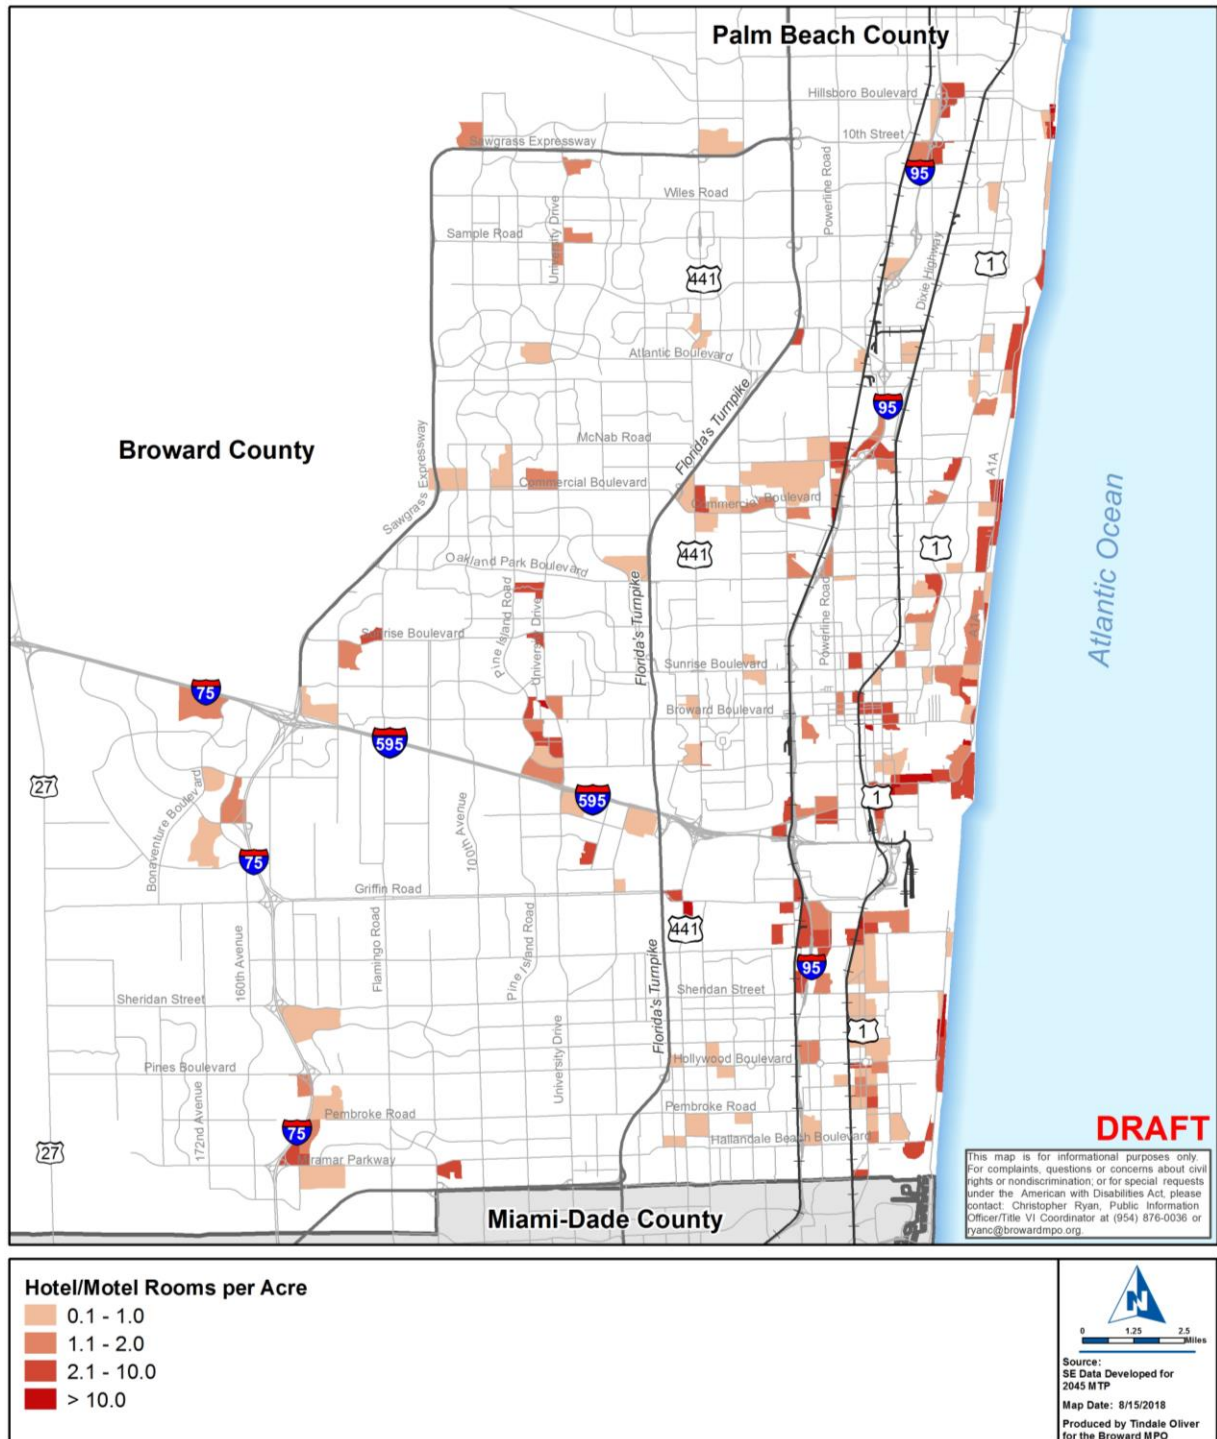 Palm Beach County
Hillsboro Boulevard
10th Street
Sawgrass Expressway
95
Wiles Road
Powerline Road
University Drive
Sample Road
Dixie Highway
1
441
Atlantic Boulevard
Florida's Turnpike
95
McNab Road
Broward County
Sawgrass Expressway
A1A
Commercial Boulevard
Commercial Boulevard
Atlantic Ocean
441
1
Oakland Park Boulevard
Pine Island Road
University Drive
Florida's Turnpike
Powerline Road
A1A
Sunrise Boulevard
Sunrise Boulevard
75
Broward Boulevard
595
27
1
595
Bonaventure Boulevard
100th Avenue
75
Griffin Road
441
Flamingo Road
Pine Island Road
160th Avenue
95
Florida's Turnpike
Sheridan Street
Sheridan Street
1
University Drive
Hollywood Boulevard
Pines Boulevard
172nd Avenue
Pembroke Road
Pembroke Road
75
Hallandale Beach Boulevard
27
Miramar Parkway
Miami-Dade County
DRAFT
This map is for informational purposes only.
For complaints, questions or concerns about civil
rights or nondiscrimination; or for special requests
under the American with Disabilities Act, please
contact: Christopher Ryan, Public Information
Officer/Title VI Coordinator at (954) 876-0036 or
ryanc@browardmpo.org.
Hotel/Motel Rooms per Acre
0.1 - 1.0
1.1 - 2.0
2.1 - 10.0
> 10.0
N
0 1.25 2.5
Miles
Source:
SE Data Developed for
2045 MTP
Map Date: 8/15/2018
Produced by Tindale Oliver
for the Broward MPO